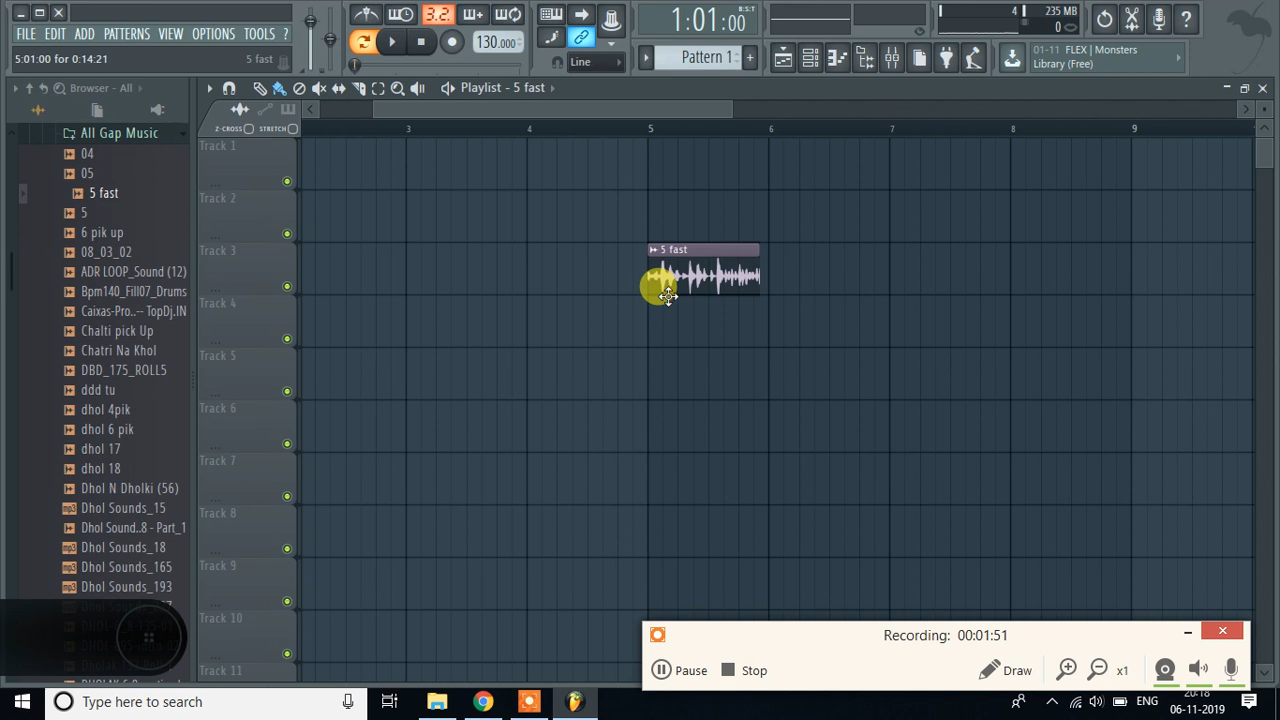 3.2.
130.000
1:01:00
B:S:T
4
235 MB
0
FILE EDIT ADD PATTERNS VIEW OPTIONS TOOLS ?
5:01:00 for 0:14:21
5 fast
Line
Pattern 1
01-11 FLEX | Monsters
Library (Free)
Browser - All
Playlist - 5 fast
Z-CROSS
STRETCH
3
4
5
6
7
8
9
All Gap Music
04
05
5 fast
5
6 pik up
08_03_02
ADR LOOP_Sound (12)
Bpm140_Fill07_Drums
Caixas-Pro..-- TopDj.IN
Chalti pick Up
Chatri Na Khol
DBD_175_ROLL5
ddd tu
dhol 4pik
dhol 6 pik
dhol 17
dhol 18
Dhol N Dholki (56)
Dhol Sounds_15
Dhol Sound..8 - Part_1
Dhol Sounds_18
Dhol Sounds_165
Dhol Sounds_193
Track 1
Track 2
Track 3
Track 4
Track 5
Track 6
Track 7
Track 8
Track 9
Track 10
Track 11
5 fast
Recording: 00:01:51
Pause
Stop
Draw
x1
Type here to search
ENG
20:18
06-11-2019